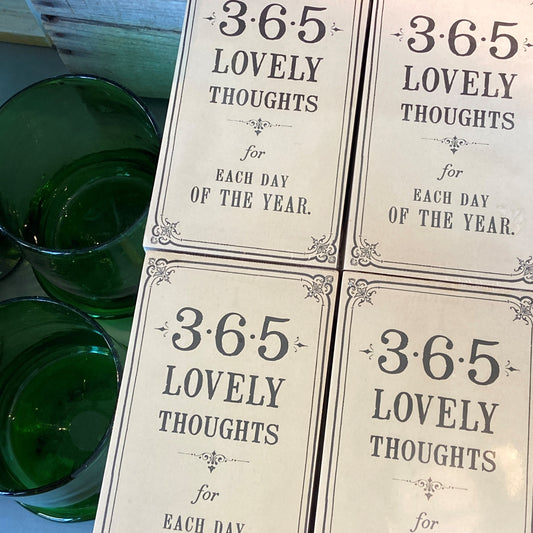 3·6·5
LOVELY
THOUGHTS
for
EACH DAY
OF THE YEAR.
3·6·5
LOVELY
THOUGHTS
for
EACH DAY
OF THE YEAR.
3·6·5
LOVELY
THOUGHTS
for
EACH DAY
3·6·5
LOVELY
THOUGHTS
for